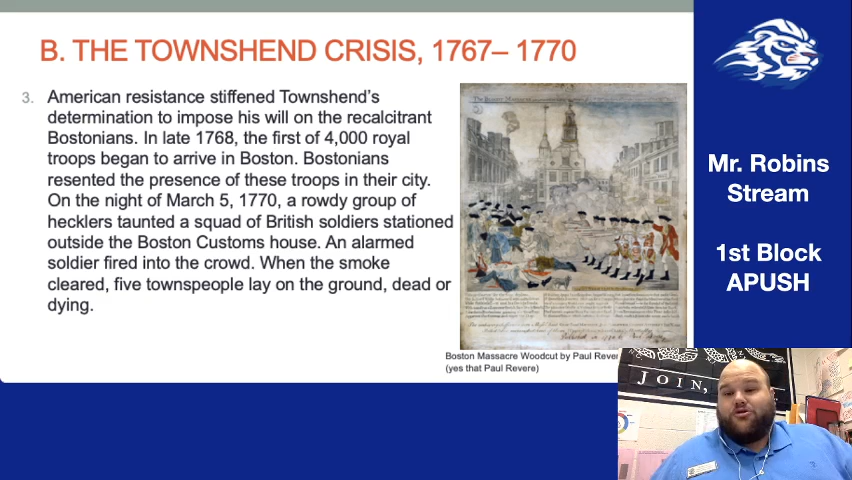 B. THE TOWNSHEND CRISIS, 1767– 1770
3. American resistance stiffened Townshend's
determination to impose his will on the recalcitrant
Bostonians. In late 1768, the first of 4,000 royal
troops began to arrive in Boston. Bostonians
resented the presence of these troops in their city.
On the night of March 5, 1770, a rowdy group of
hecklers taunted a squad of British soldiers stationed
outside the Boston Customs house. An alarmed
soldier fired into the crowd. When the smoke
cleared, five townspeople lay on the ground, dead or
dying.
Boston Massacre Woodcut by Paul Rever
(yes that Paul Revere)
Mr. Robins
Stream
1st Block
APUSH
JOIN,